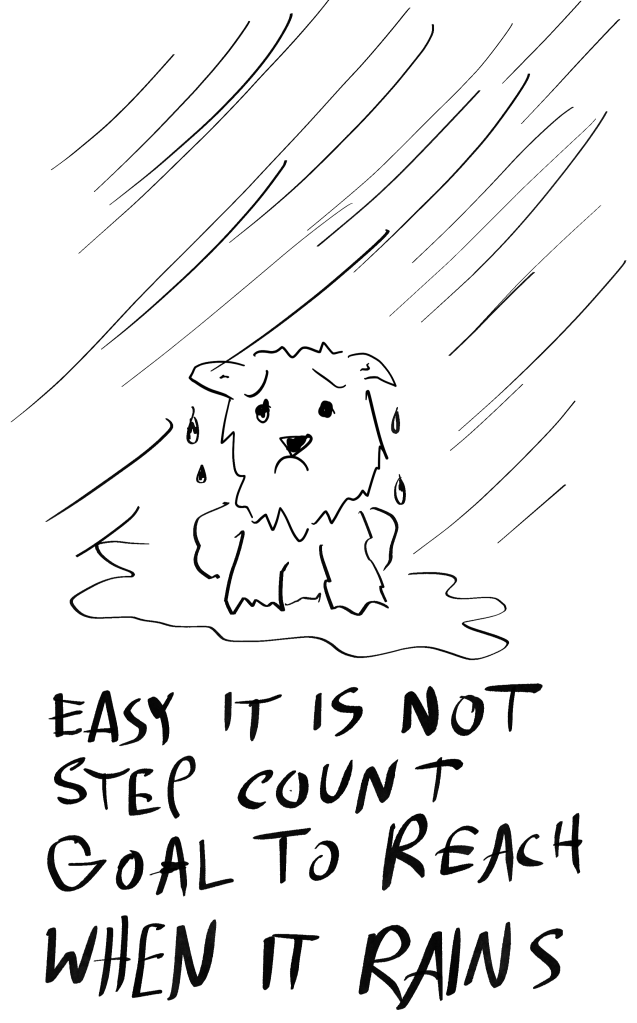 EASY IT IS NOT
STEP COUNT
GOAL TO REACH
WHEN IT RAINS